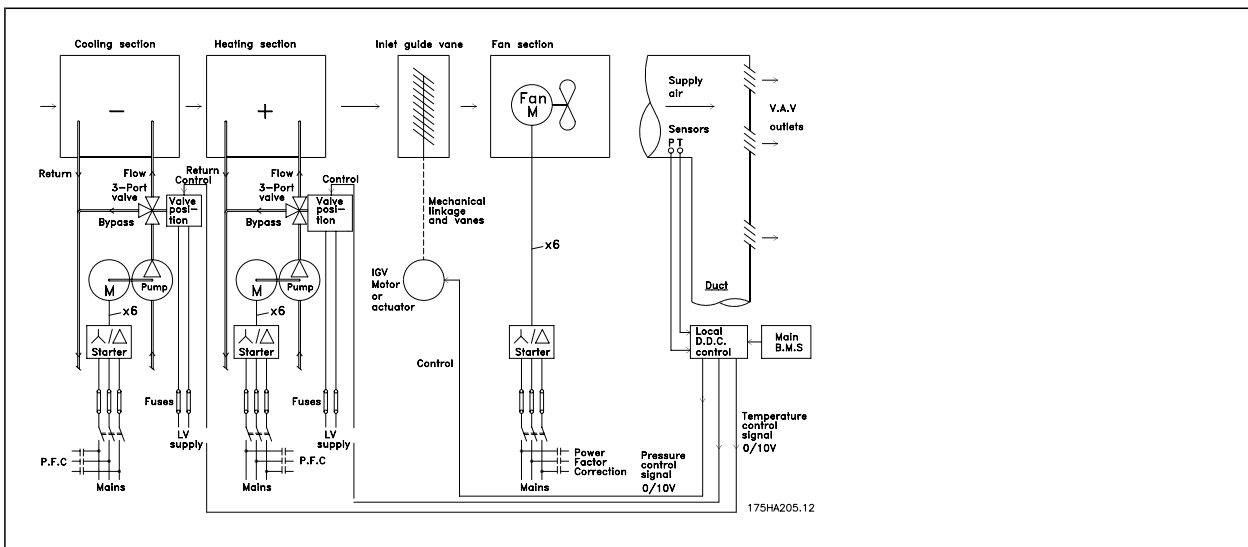 Cooling section
Heating section
Inlet guide vane
Fan section
−
+
Fan
M
Supply
air
Sensors
P T
V.A.V
outlets
Return
Flow
3-Port
valve
Control
Valve
posi-
tion
Bypass
Return
Flow
3-Port
valve
Control
Valve
posi-
tion
Bypass
Mechanical
linkage
and vanes
x6
M
Pump
M
Pump
IGV
Motor
or
actuator
Duct
x6
x6
Starter
Starter
Starter
Local
D.D.C.
control
Main
B.M.S
Control
Fuses
Fuses
LV
supply
LV
supply
Temperature
control
signal
0/10V
P.F.C
P.F.C
Power
Factor
Correction
Pressure
control
signal
0/10V
Mains
Mains
Mains
175HA205.12